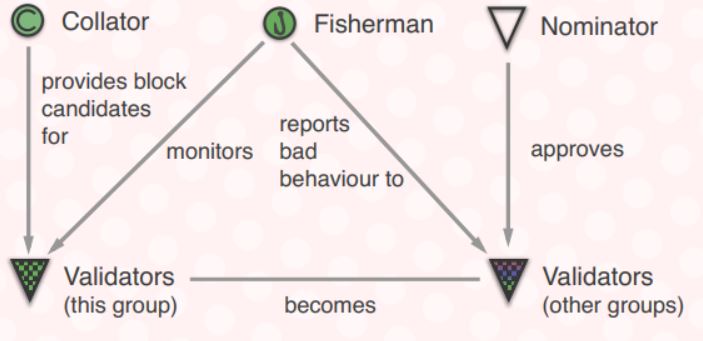 C Collator
J Fisherman
Nominator
provides block
candidates
for
monitors
reports
bad
behaviour to
approves
Validators
(this group)
becomes
Validators
(other groups)